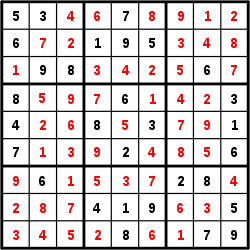 5 3 4 6 7 8 9 1 2
6 7 2 1 9 5 3 4 8
1 9 8 3 4 2 5 6 7
8 5 9 7 6 1 4 2 3
4 2 6 8 5 3 7 9 1
7 1 3 9 2 4 8 5 6
9 6 1 5 3 7 2 8 4
2 8 7 4 1 9 6 3 5
3 4 5 2 8 6 1 7 9